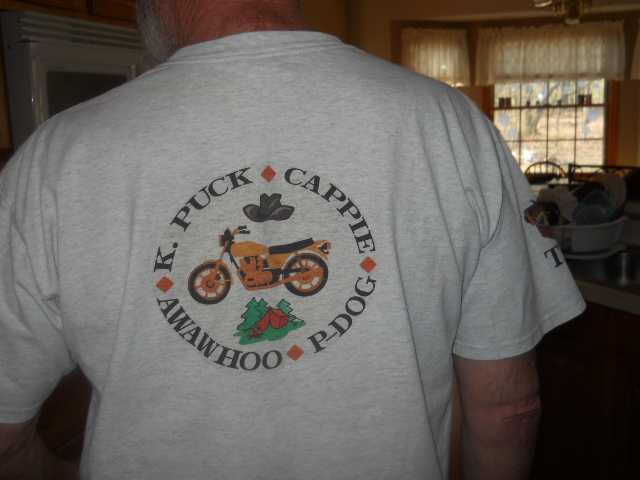 K. PUCK
CAPPIE
P-DOG
AWAWHOO
T